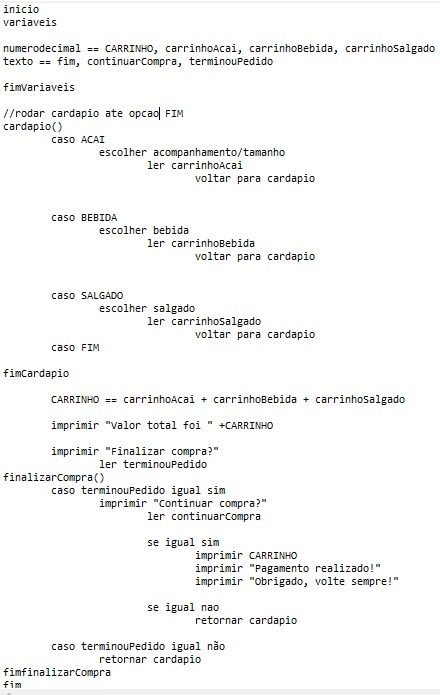 inicio
variaveis
numerodecimal == CARRINHO, carrinhoAcai, carrinhoBebida, carrinhoSalgado
texto == fim, continuarCompra, terminouPedido
fimVariaveis
//rodar cardapio ate opcao FIM
cardapio()
caso ACAI
escolher acompanhamento/tamanho
ler carrinhoAcai
voltar para cardapio
caso BEBIDA
escolher bebida
ler carrinhoBebida
voltar para cardapio
caso SALGADO
escolher salgado
ler carrinhoSalgado
voltar para cardapio
caso FIM
fimCardapio
CARRINHO == carrinhoAcai + carrinhoBebida + carrinhoSalgado
imprimir "Valor total foi " +CARRINHO
imprimir "Finalizar compra?"
ler terminouPedido
finalizarCompra()
caso terminouPedido igual sim
imprimir "Continuar compra?"
ler continuarCompra
se igual sim
imprimir CARRINHO
imprimir "Pagamento realizado!"
imprimir "Obrigado, volte sempre!"
se igual nao
retornar cardapio
caso terminouPedido igual não
retornar cardapio
fimfinalizarCompra
fim